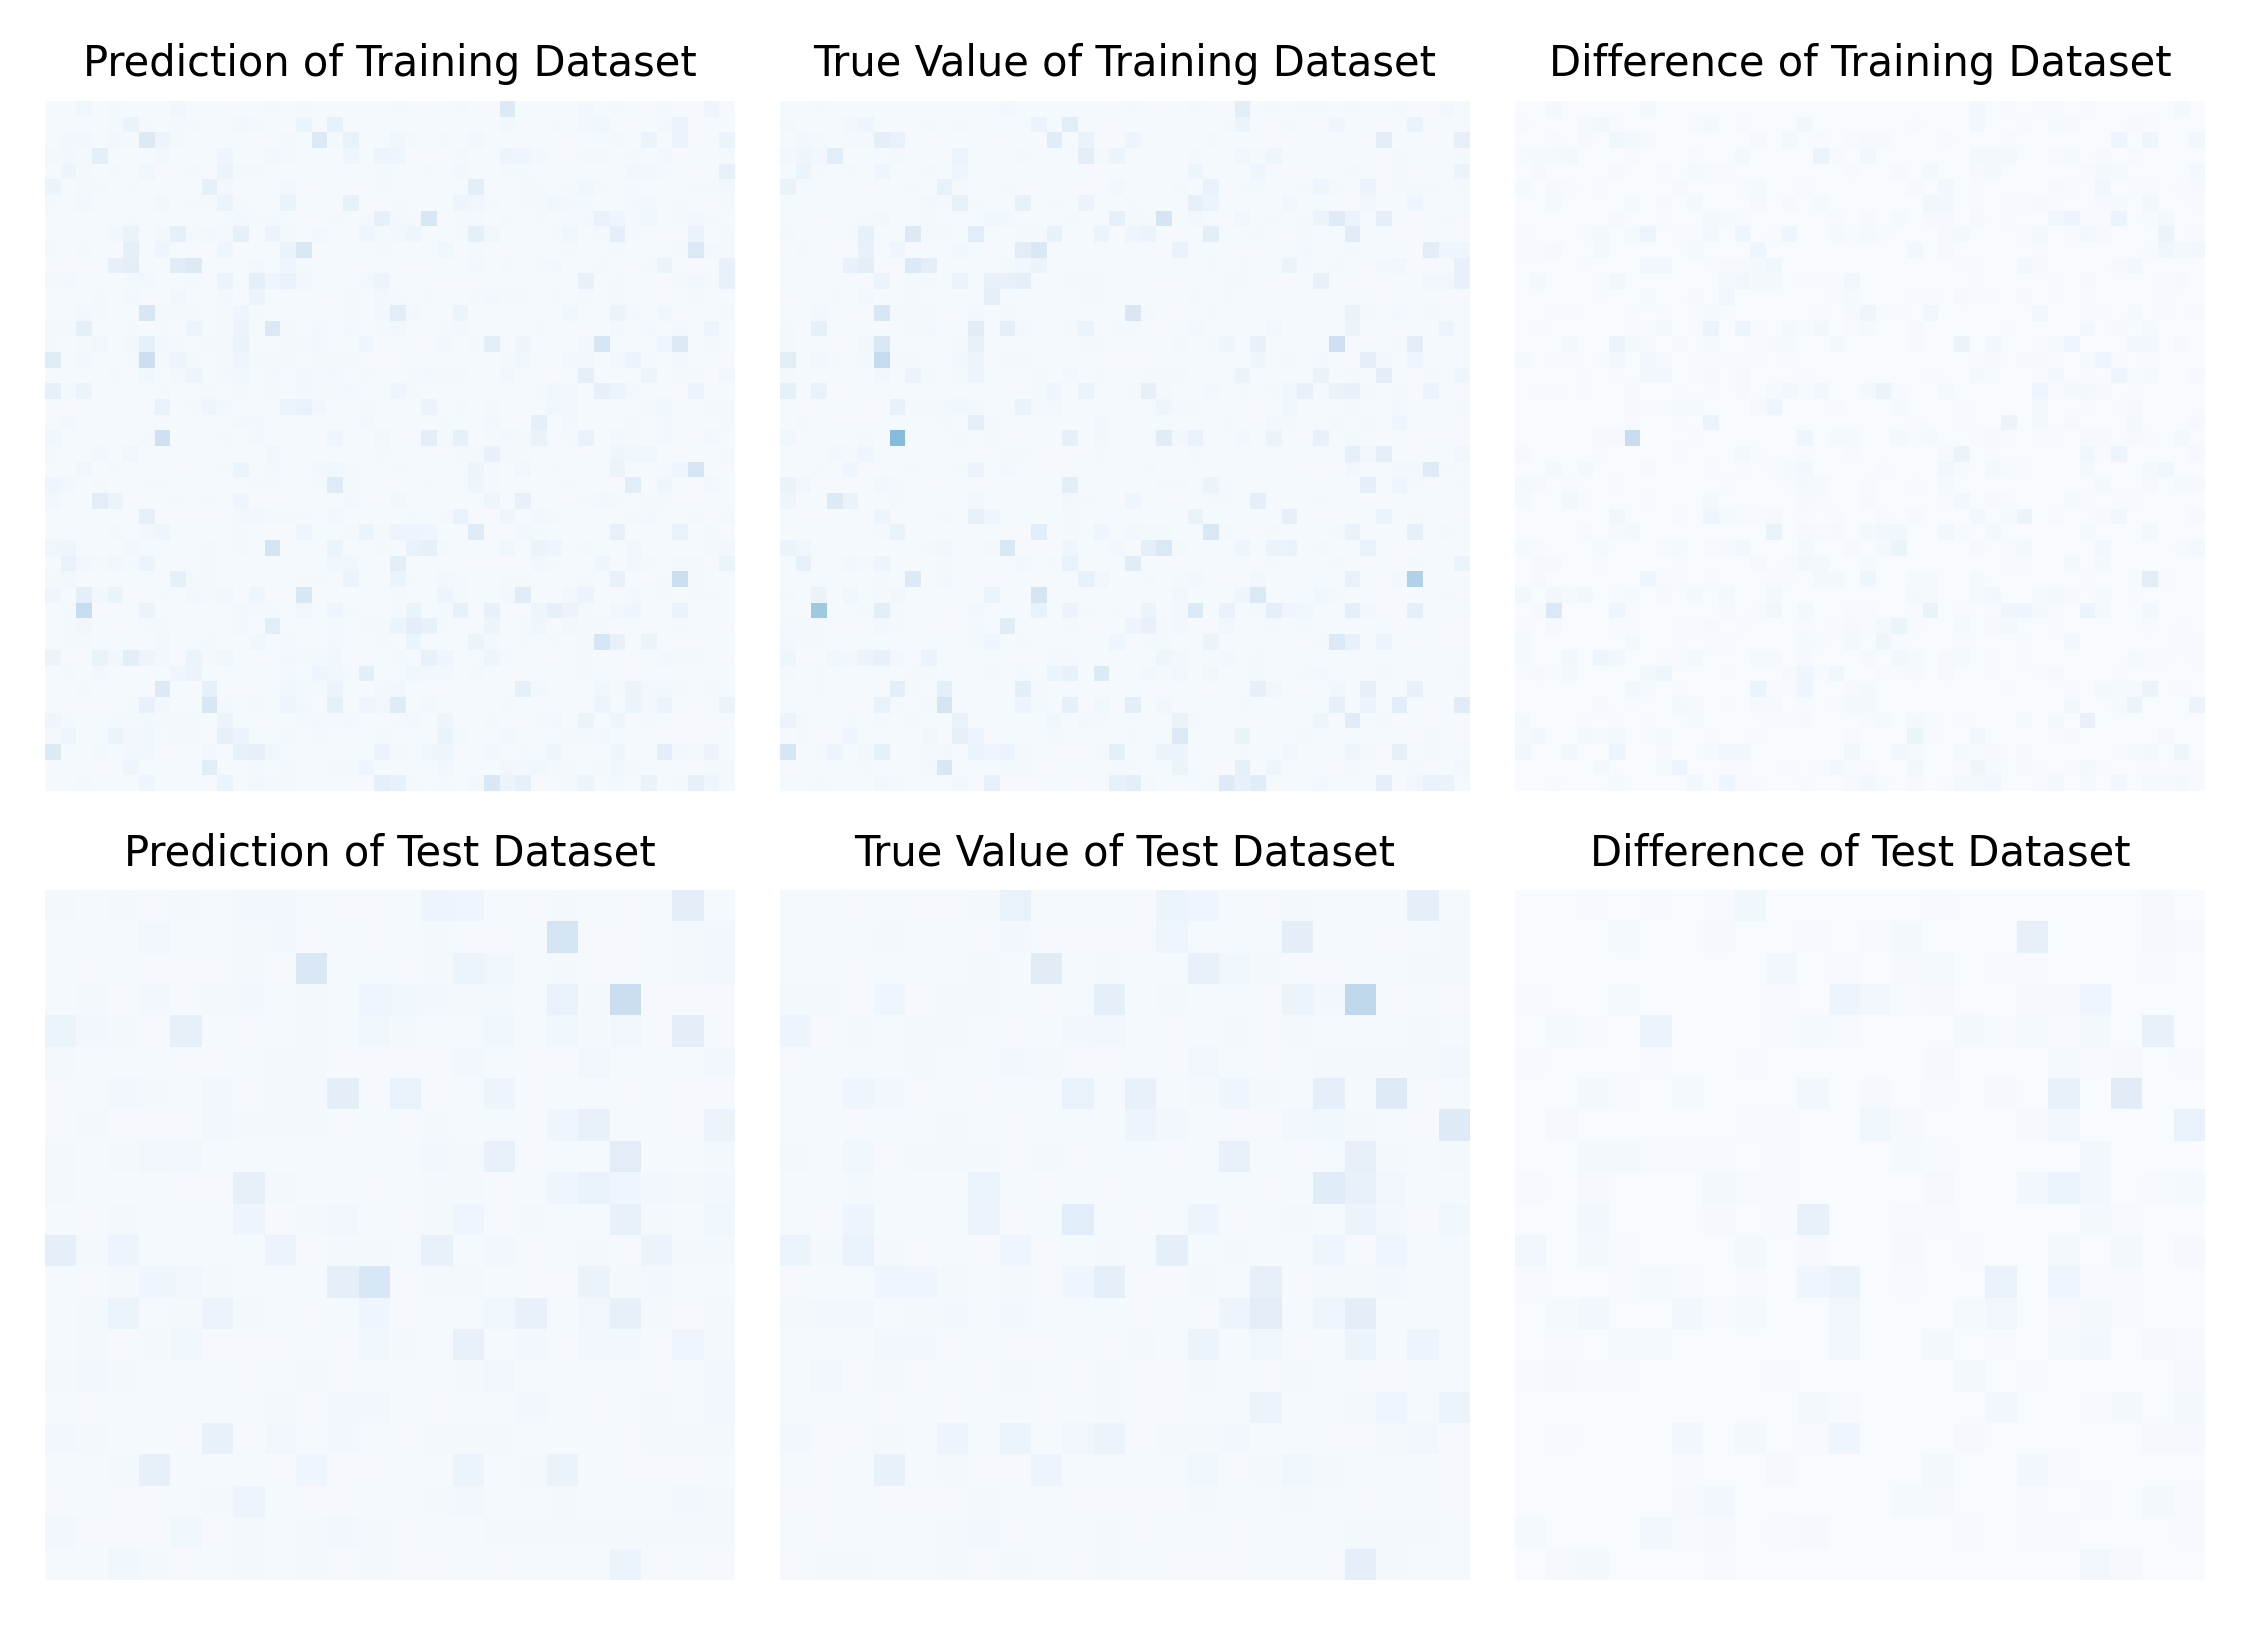 Prediction of Training Dataset
True Value of Training Dataset
Difference of Training Dataset
Prediction of Test Dataset
True Value of Test Dataset
Difference of Test Dataset